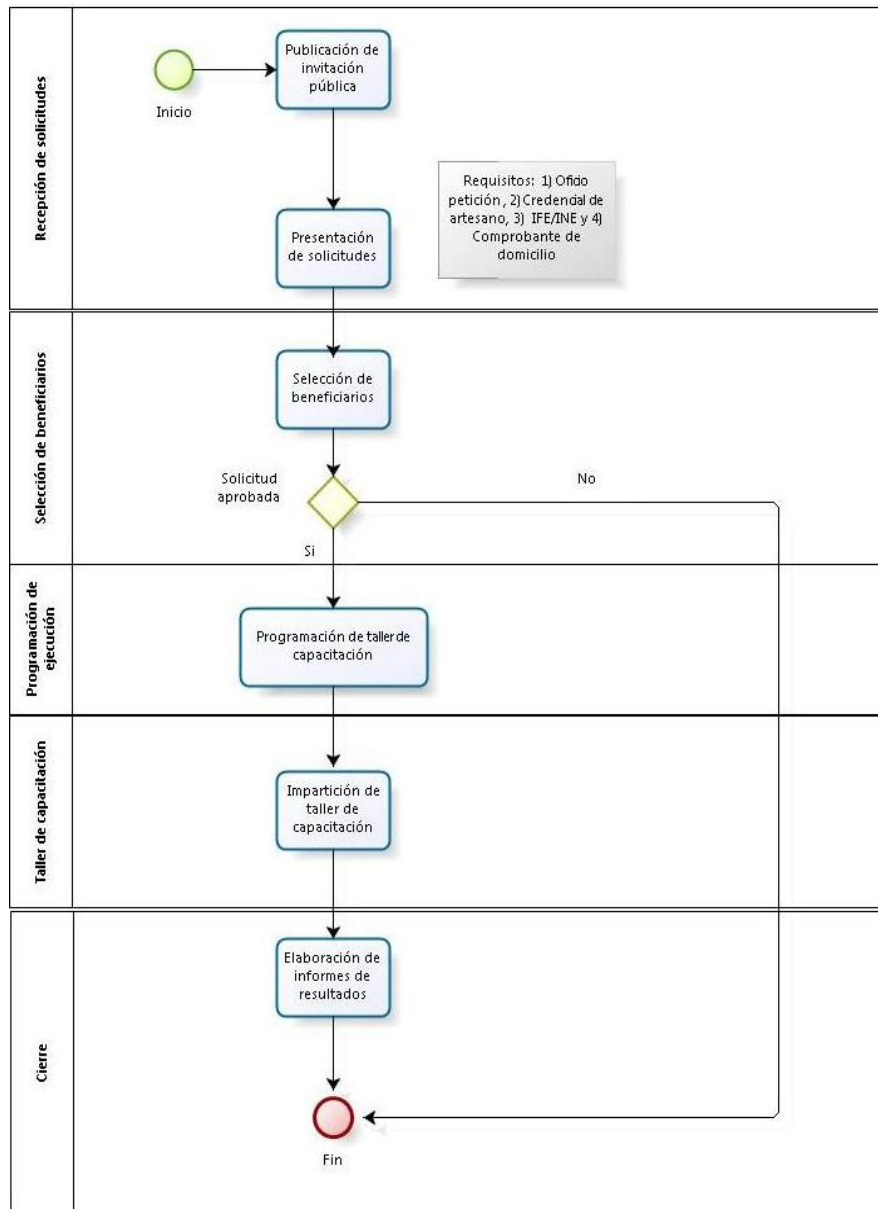 Recepción de solicitudes
Inicio
Publicación de
invitación
pública
Requisitos: 1) Oficio
petición , 2) Credencial de
artesano, 3) IFE/INE y 4)
Comprobante de
domicilio
Presentación
de solicitudes
Selección de beneficiarios
Selección de
beneficiarios
Solicitud
aprobada
No
Si
Programación de
ejecución
Programación de taller de
capacitación
Taller de capacitación
Impartición de
taller de
capacitación
Cierre
Elaboración de
informes de
resultados
Fin